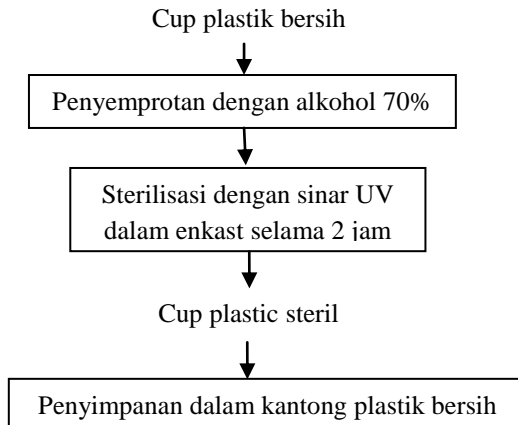 Cup plastik bersih
Penyemprotan dengan alkohol 70%
Sterilisasi dengan sinar UV
dalam enkast selama 2 jam
Cup plastic steril
Penyimpanan dalam kantong plastik bersih